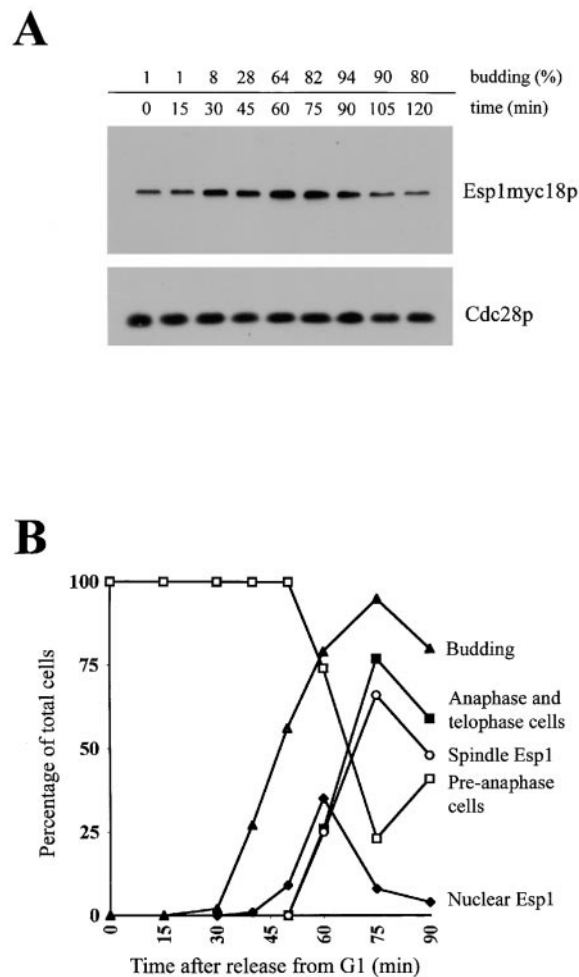 A
1 1 8 28 64 82 94 90 80 budding (%)
0 15 30 45 60 75 90 105 120 time (min)
Esp1myc18p
Cdc28p
B
100
75
50
25
0
Percentage of total cells
Budding
Anaphase and
telophase cells
Spindle Esp1
Pre-anaphase
cells
Nuclear Esp1
0 15 30 45 60 75 90
Time after release from G1 (min)